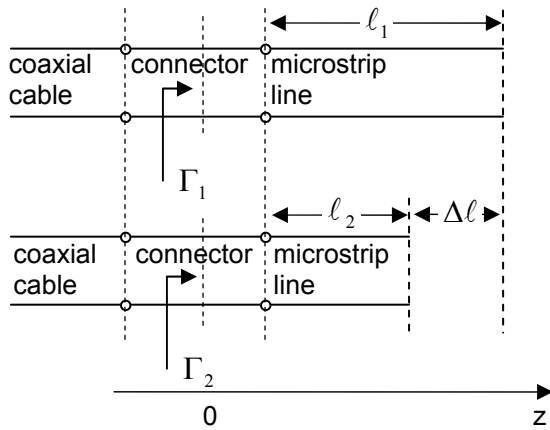 ℓ₁
coaxial cable connector microstrip line
Γ₁
ℓ₂ Δℓ
coaxial cable connector microstrip line
Γ₂
0 z